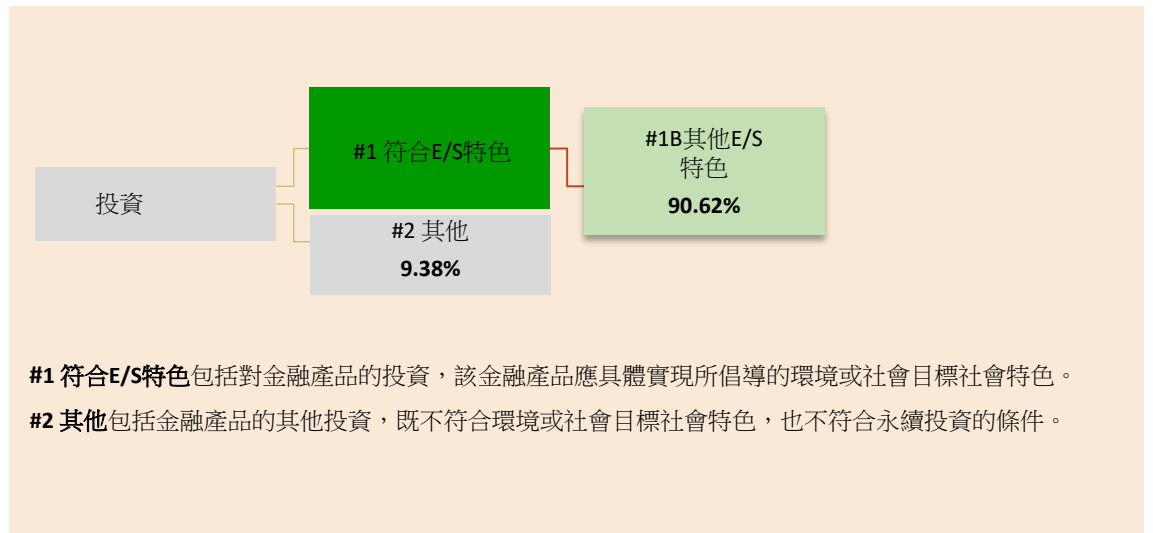 投資
#1 符合E/S特色
#1B其他E/S
特色
90.62%
#2 其他
9.38%
#1 符合E/S特色包括對金融產品的投資，該金融產品應具體實現所倡導的環境或社會目標社會特色。
#2 其他包括金融產品的其他投資，既不符合環境或社會目標社會特色，也不符合永續投資的條件。